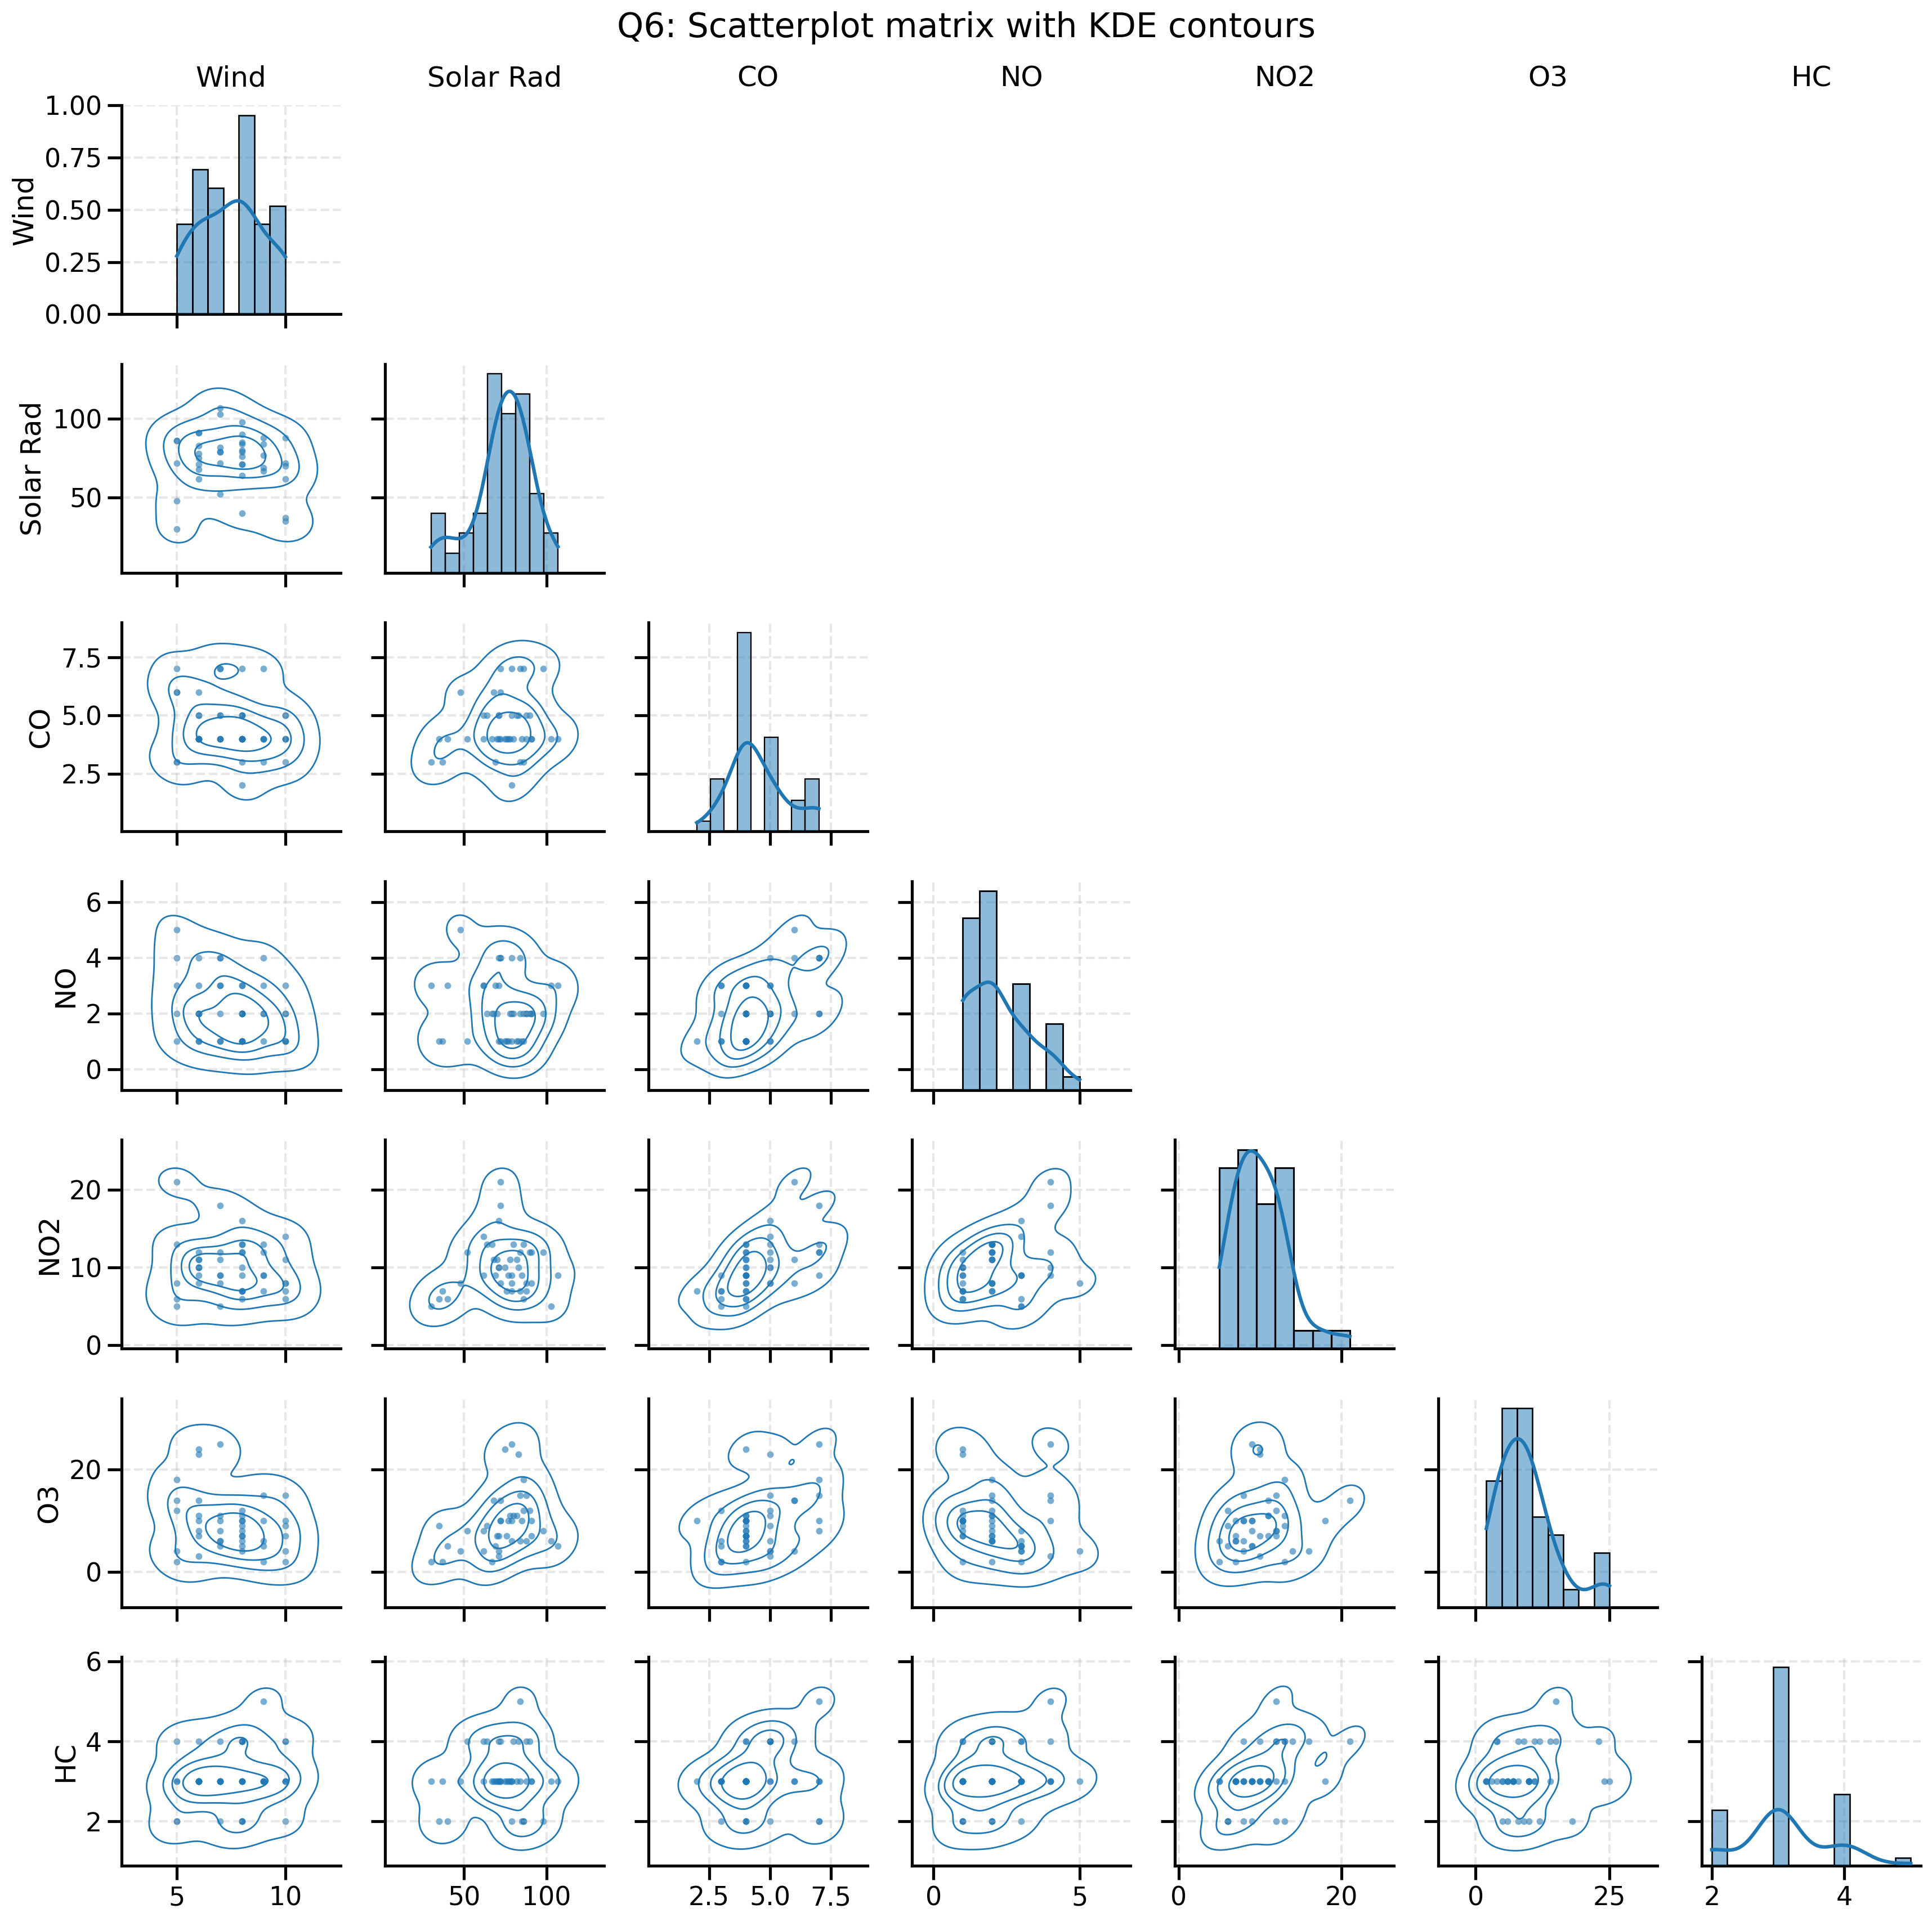 Q6: Scatterplot matrix with KDE contours
Wind Solar Rad CO NO NO2 O3 HC
1.00
0.75
0.50
0.25
0.00
Wind
100
50
Solar Rad
7.5
5.0
2.5
CO
6
4
2
0
NO
20
10
0
NO2
20
0
O3
6
4
2
HC
5 10 50 100 2.5 5.0 7.5 0 5 0 20 0 25 2 4